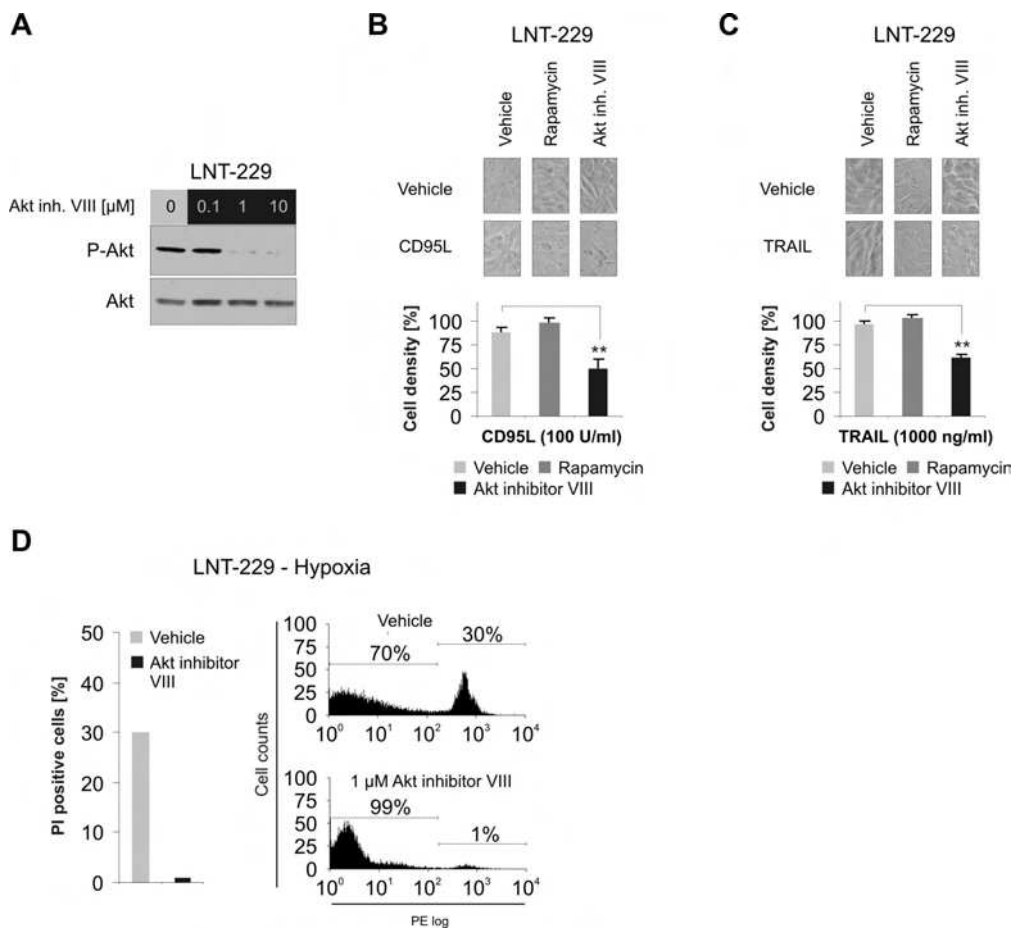 A
LNT-229
Akt inh. VIII [µM]
0 0.1 1 10
P-Akt
Akt
B
LNT-229
Vehicle
Rapamycin
Akt inh. VIII
Vehicle
CD95L
Cell density [%]
100
75
50
25
0
**
CD95L (100 U/ml)
Vehicle Rapamycin
Akt inhibitor VIII
C
LNT-229
Vehicle
Rapamycin
Akt inh. VIII
Vehicle
TRAIL
Cell density [%]
100
75
50
25
0
**
TRAIL (1000 ng/ml)
Vehicle Rapamycin
Akt inhibitor VIII
D
LNT-229 - Hypoxia
PI positive cells [%]
50
40
30
20
10
0
Vehicle
Akt inhibitor
VIII
Cell counts
Vehicle
100
75
50
25
0
70%
30%
10⁰ 10¹ 10² 10³ 10⁴
1 µM Akt inhibitor VIII
100
75
50
25
0
99%
1%
10⁰ 10¹ 10² 10³ 10⁴
PE log